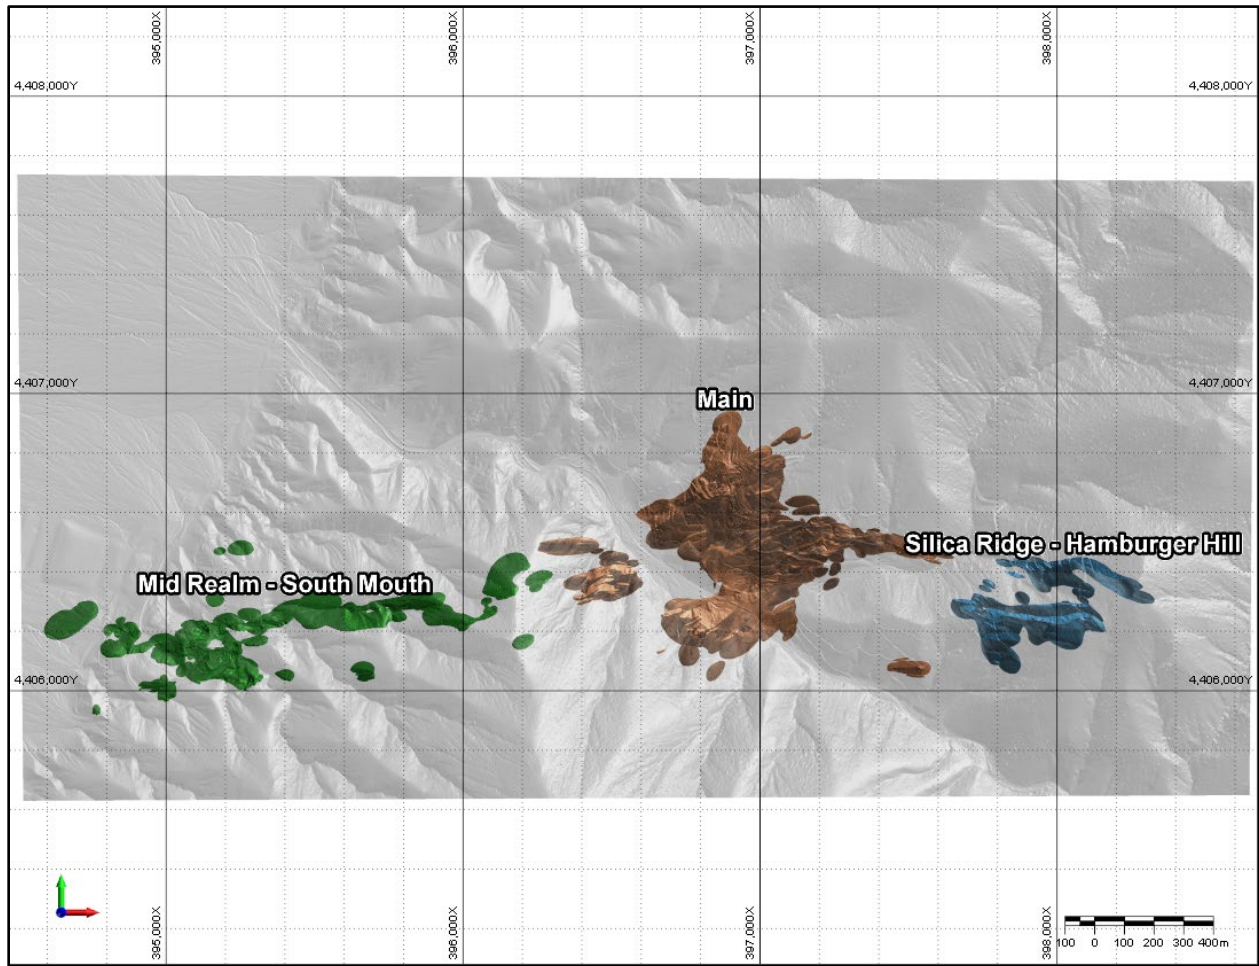 395,000X
396,000X
397,000X
398,000X
4,408,000Y
4,408,000Y
4,407,000Y
4,407,000Y
Main
Silica Ridge - Hamburger Hill
Mid Realm - South Mouth
4,406,000Y
4,406,000Y
395,000X
396,000X
397,000X
398,000X
100 0 100 200 300 400m